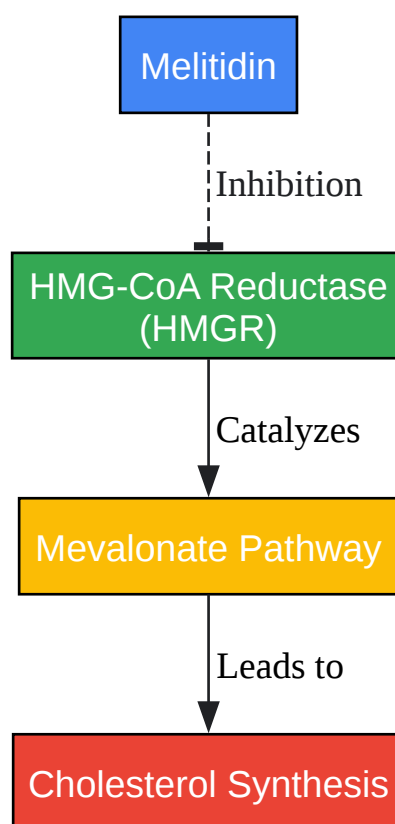 Melitidin
Inhibition
HMG-CoA Reductase
(HMGR)
Catalyzes
Mevalonate Pathway
Leads to
Cholesterol Synthesis